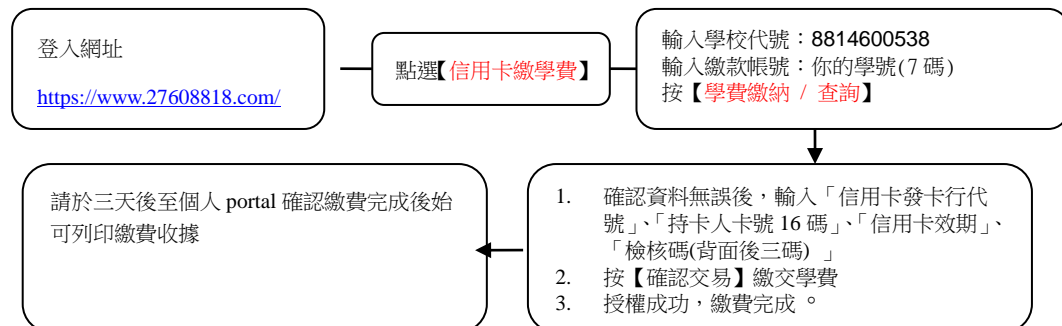 登入網址
https://www.27608818.com/
點選【信用卡繳學費】
輸入學校代號：8814600538
輸入繳款帳號：你的學號(7 碼)
按【學費繳納 / 查詢】
1. 確認資料無誤後，輸入「信用卡發卡行代
號」、「持卡人卡號 16 碼」、「信用卡效期」、
「檢核碼(背面後三碼) 」
2. 按【確認交易】繳交學費
3. 授權成功，繳費完成。
請於三天後至個人 portal 確認繳費完成後始
可列印繳費收據